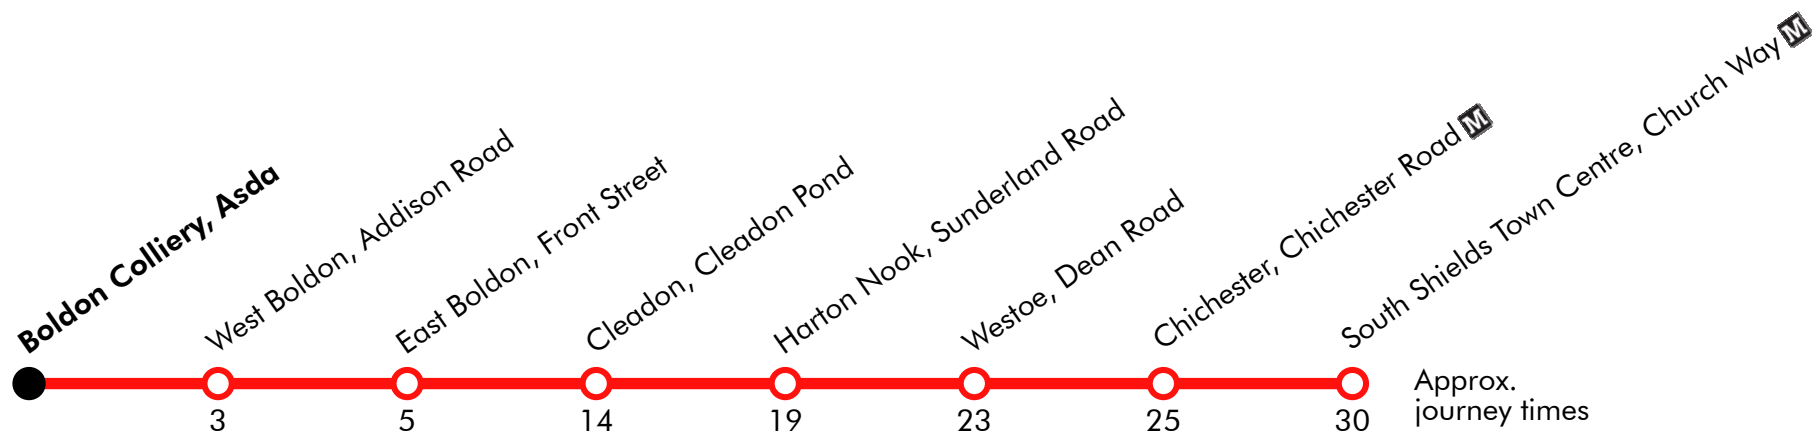 Boldon Colliery, Asda
West Boldon, Addison Road
East Boldon, Front Street
Cleadon, Cleadon Pond
Harton Nook, Sunderland Road
Westoe, Dean Road
Chichester, Chichester Road M
South Shields Town Centre, Church Way M
3 5 14 19 23 25 30
Approx.
journey times